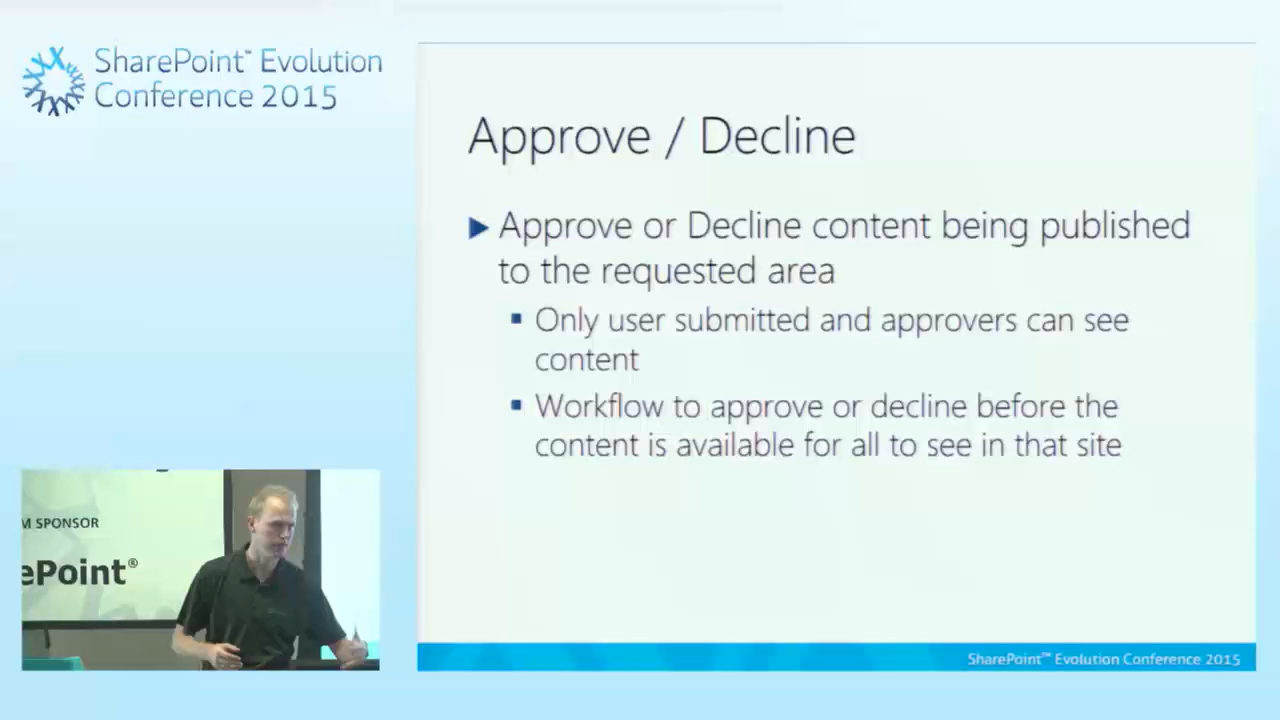 SharePoint™ Evolution
Conference 2015
Approve / Decline
Approve or Decline content being published
to the requested area
Only user submitted and approvers can see
content
Workflow to approve or decline before the
content is available for all to see in that site
M SPONSOR
ePoint®
SharePoint™ Evolution Conference 2015